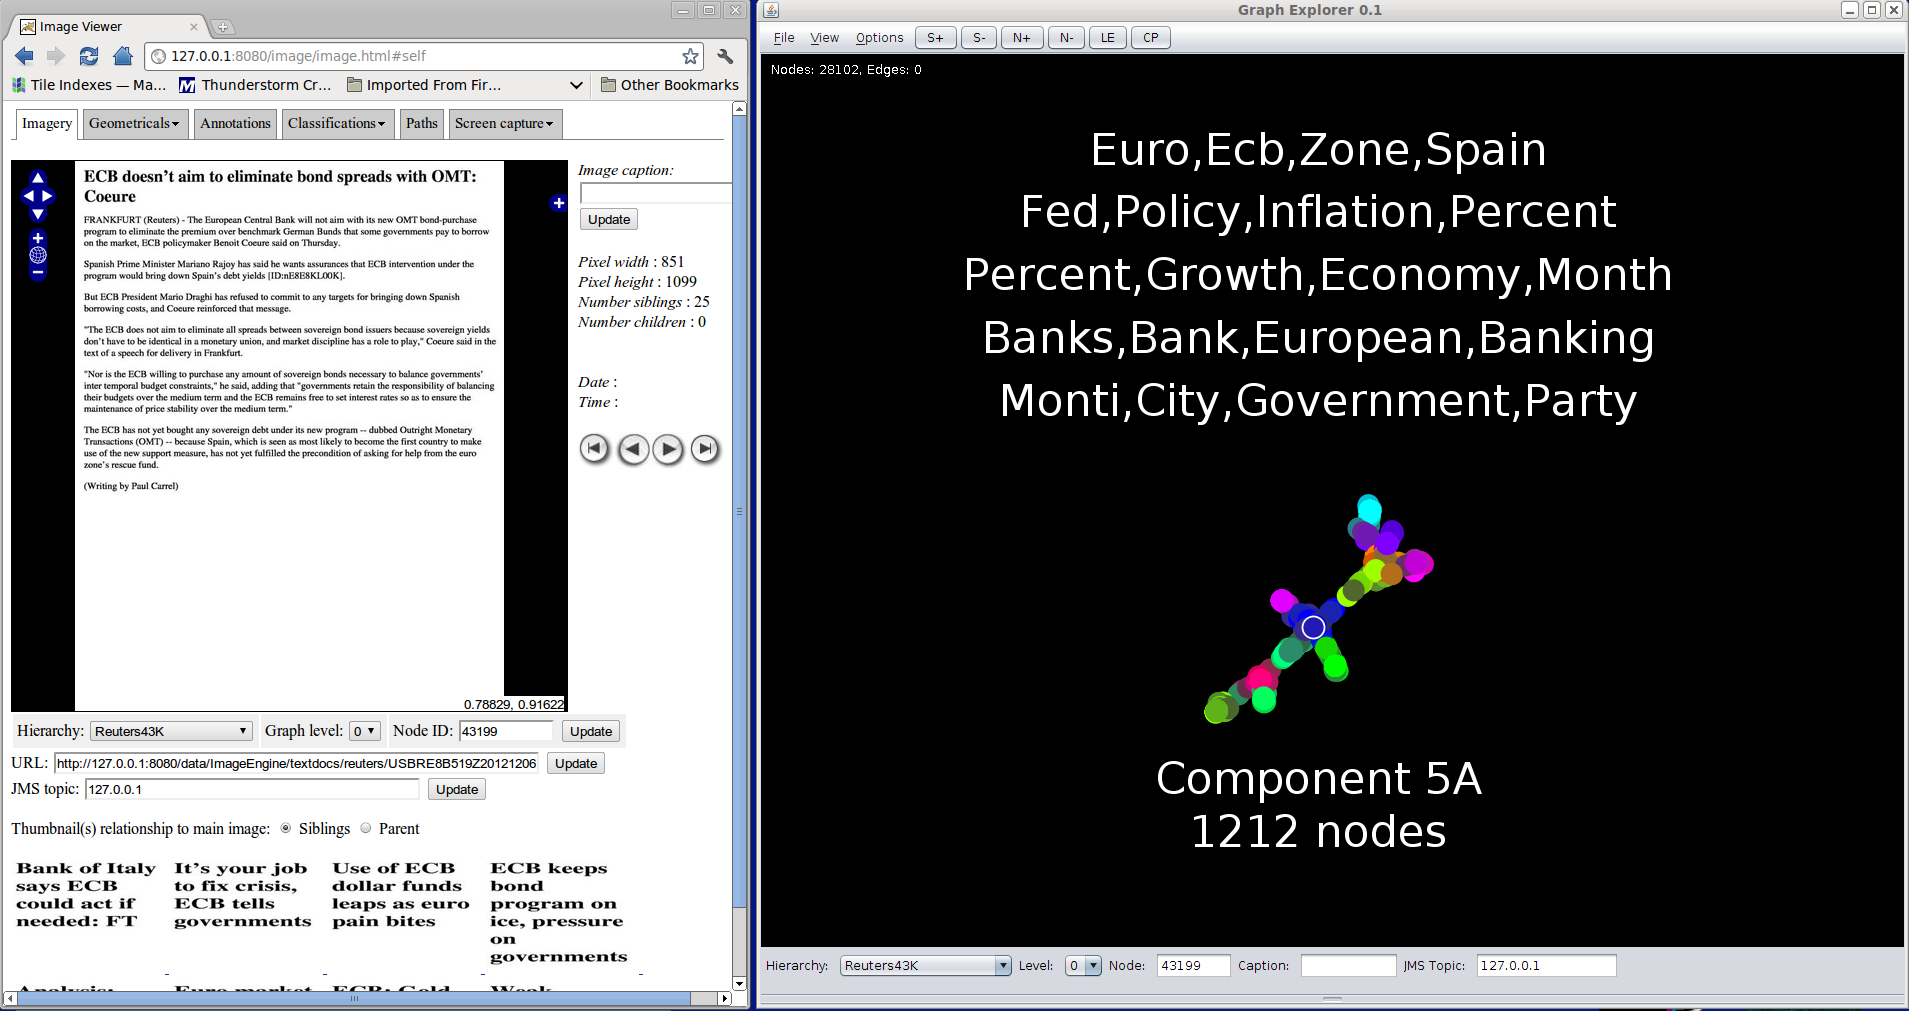 Image Viewer
127.0.0.1:8080/image/image.html#self
Tile Indexes — Ma...
Thunderstorm Cr...
Imported From Fir...
Other Bookmarks
Imagery
Geometricals
Annotations
Classifications
Paths
Screen capture
ECB doesn't aim to eliminate bond spreads with OMT:
Coeure
FRANKFURT (Reuters) - The European Central Bank will not aim with its new OMT bond-purchase
program to eliminate the premium over benchmark German Bunds that some governments pay to borrow
on the market, ECB policymaker Benoit Coeure said on Thursday.
Spanish Prime Minister Mariano Rajoy has said he wants assurances that ECB intervention under the
program would bring down Spain's debt yields [ID:nE8E8KL00K].
But ECB President Mario Draghi has refused to commit to any targets for bringing down Spanish
borrowing costs, and Coeure reinforced that message.
"The ECB does not aim to eliminate all spreads between sovereign bond issuers because sovereign yields
don't have to be identical in a monetary union, and market discipline has a role to play," Coeure said in the
text of a speech for delivery in Frankfurt.
"Nor is the ECB willing to purchase any amount of sovereign bonds necessary to balance governments'
inter temporal budget constraints," he said, adding that "governments retain the responsibility of balancing
their budgets over the medium term and the ECB remains free to set interest rates so as to ensure the
maintenance of price stability over the medium term."
The ECB has not yet bought any sovereign debt under its new program -- dubbed Outright Monetary
Transactions (OMT) -- because Spain, which is seen as most likely to become the first country to make
use of the new support measure, has not yet fulfilled the precondition of asking for help from the euro
zone's rescue fund.
(Writing by Paul Carrel)
0.78829, 0.91622
Image caption:
Update
Pixel width : 851
Pixel height : 1099
Number siblings : 25
Number children : 0
Date :
Time :
Hierarchy: Reuters43K Graph level: 0 Node ID: 43199 Update
URL: http://127.0.0.1:8080/data/ImageEngine/textdocs/reuters/USBRE8B519Z20121206 Update
JMS topic: 127.0.0.1 Update
Thumbnail(s) relationship to main image: Siblings Parent
Bank of Italy
says ECB
could act if
needed: FT
It's your job
to fix crisis,
ECB tells
governments
Use of ECB
dollar funds
leaps as euro
pain bites
ECB keeps
bond
program on
ice, pressure
on
governments
Analysis:
Euro market
ECB: Gold
Weak
Graph Explorer 0.1
File View Options S+ S- N+ N- LE CP
Nodes: 28102, Edges: 0
Euro,Ecb,Zone,Spain
Fed,Policy,Inflation,Percent
Percent,Growth,Economy,Month
Banks,Bank,European,Banking
Monti,City,Government,Party
Component 5A
1212 nodes
Hierarchy: Reuters43K Level: 0 Node: 43199 Caption: JMS Topic: 127.0.0.1